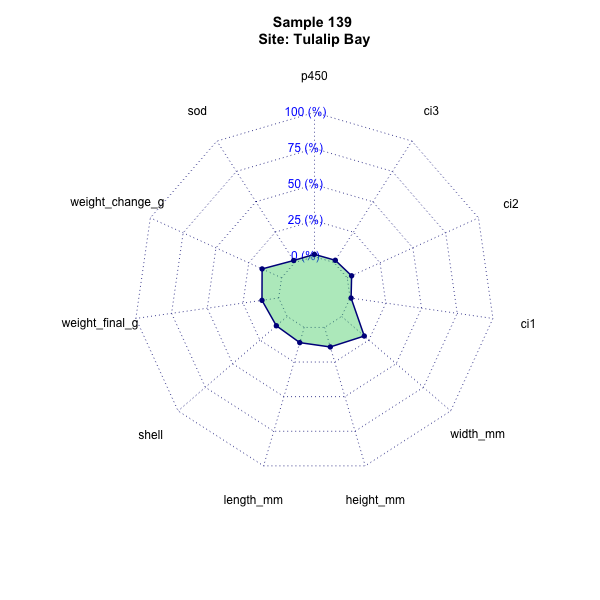 Sample 139
Site: Tulalip Bay
p450
sod
ci3
100 (%)
75 (%)
50 (%)
25 (%)
0 (%)
weight_change_g
ci2
weight_final_g
ci1
shell
width_mm
length_mm
height_mm